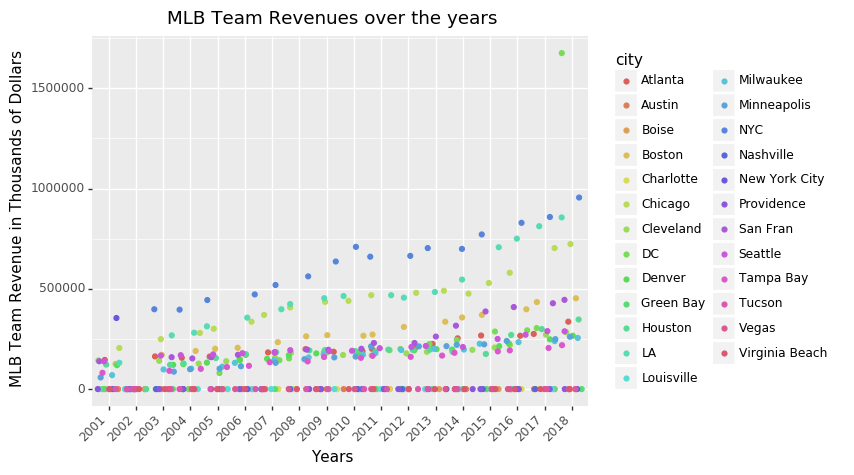 MLB Team Revenues over the years
MLB Team Revenue in Thousands of Dollars
1500000
1000000
500000
0
2001
2002
2003
2004
2005
2006
2007
2008
2009
2010
2011
2012
2013
2014
2015
2016
2017
2018
Years
city
Atlanta
Austin
Boise
Boston
Charlotte
Chicago
Cleveland
DC
Denver
Green Bay
Houston
LA
Louisville
Milwaukee
Minneapolis
NYC
Nashville
New York City
Providence
San Fran
Seattle
Tampa Bay
Tucson
Vegas
Virginia Beach